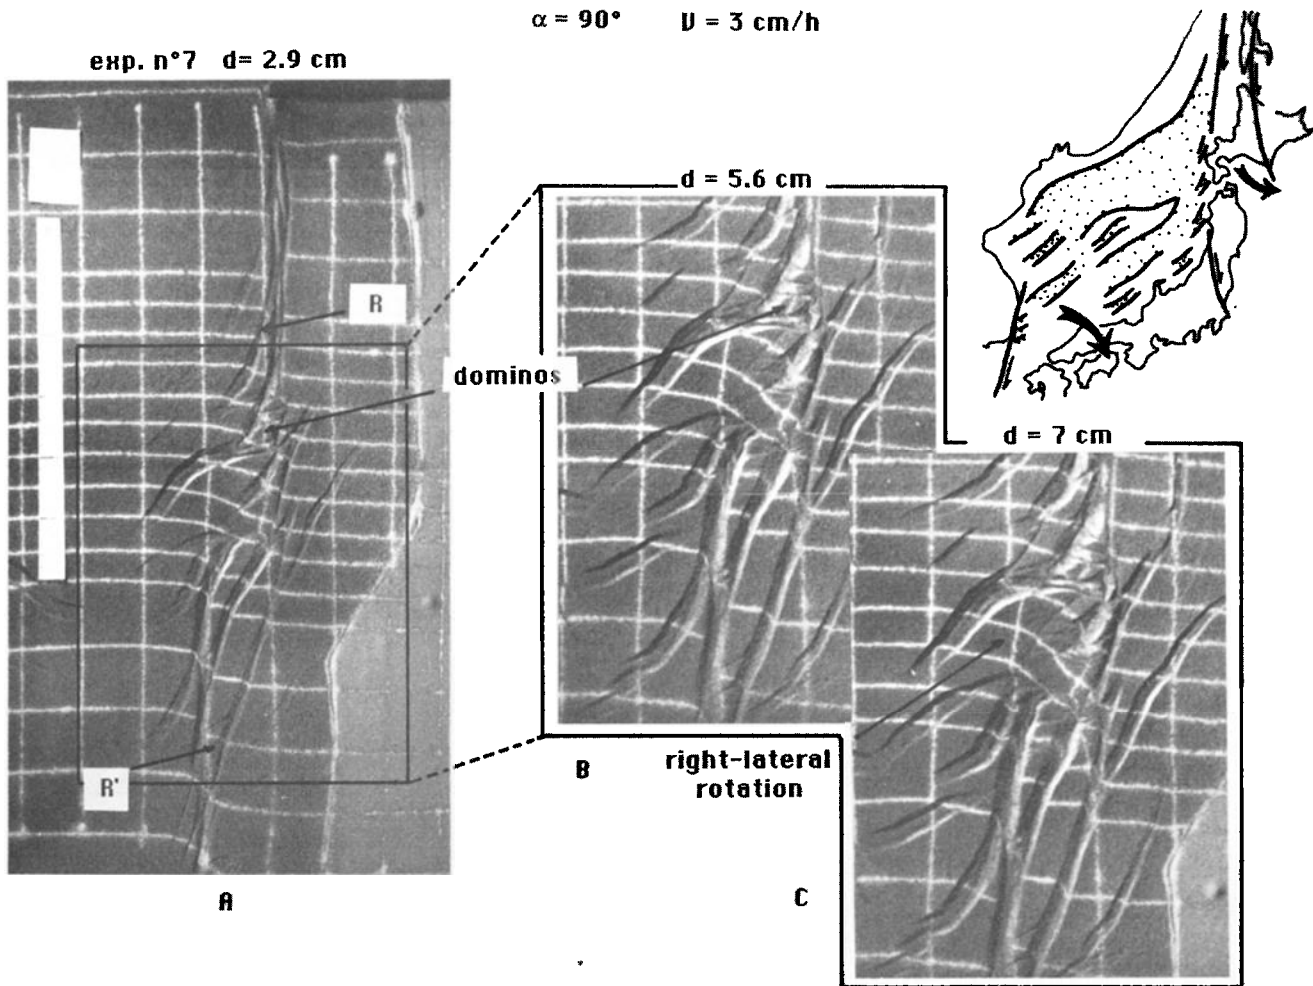 α = 90°    V = 3 cm/h
exp. n°7    d= 2.9 cm
d = 5.6 cm
R
dominos
d = 7 cm
right-lateral
rotation
B
R'
C
A